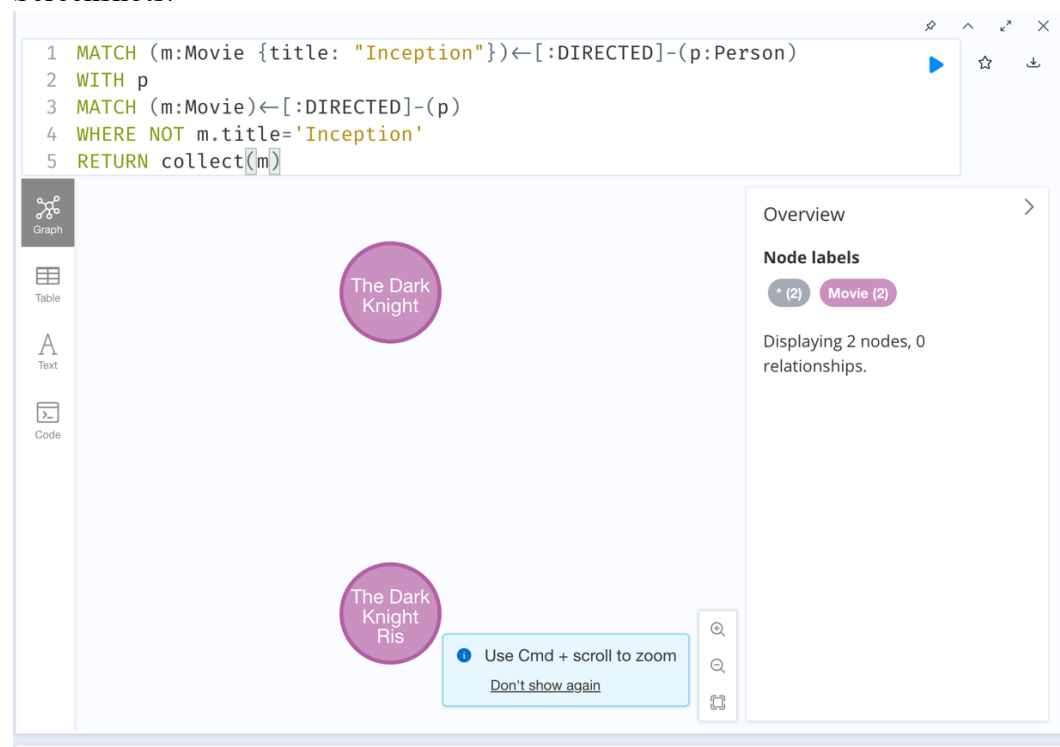 1 MATCH (m:Movie {title: "Inception"})←[:DIRECTED]-(p:Person)
2 WITH p
3 MATCH (m:Movie)←[:DIRECTED]-(p)
4 WHERE NOT m.title='Inception'
5 RETURN collect(m)
Graph
Table
Text
Code
The Dark
Knight
The Dark
Knight
Ris
Use Cmd + scroll to zoom
Don't show again
Overview
Node labels
* (2) Movie (2)
Displaying 2 nodes, 0
relationships.